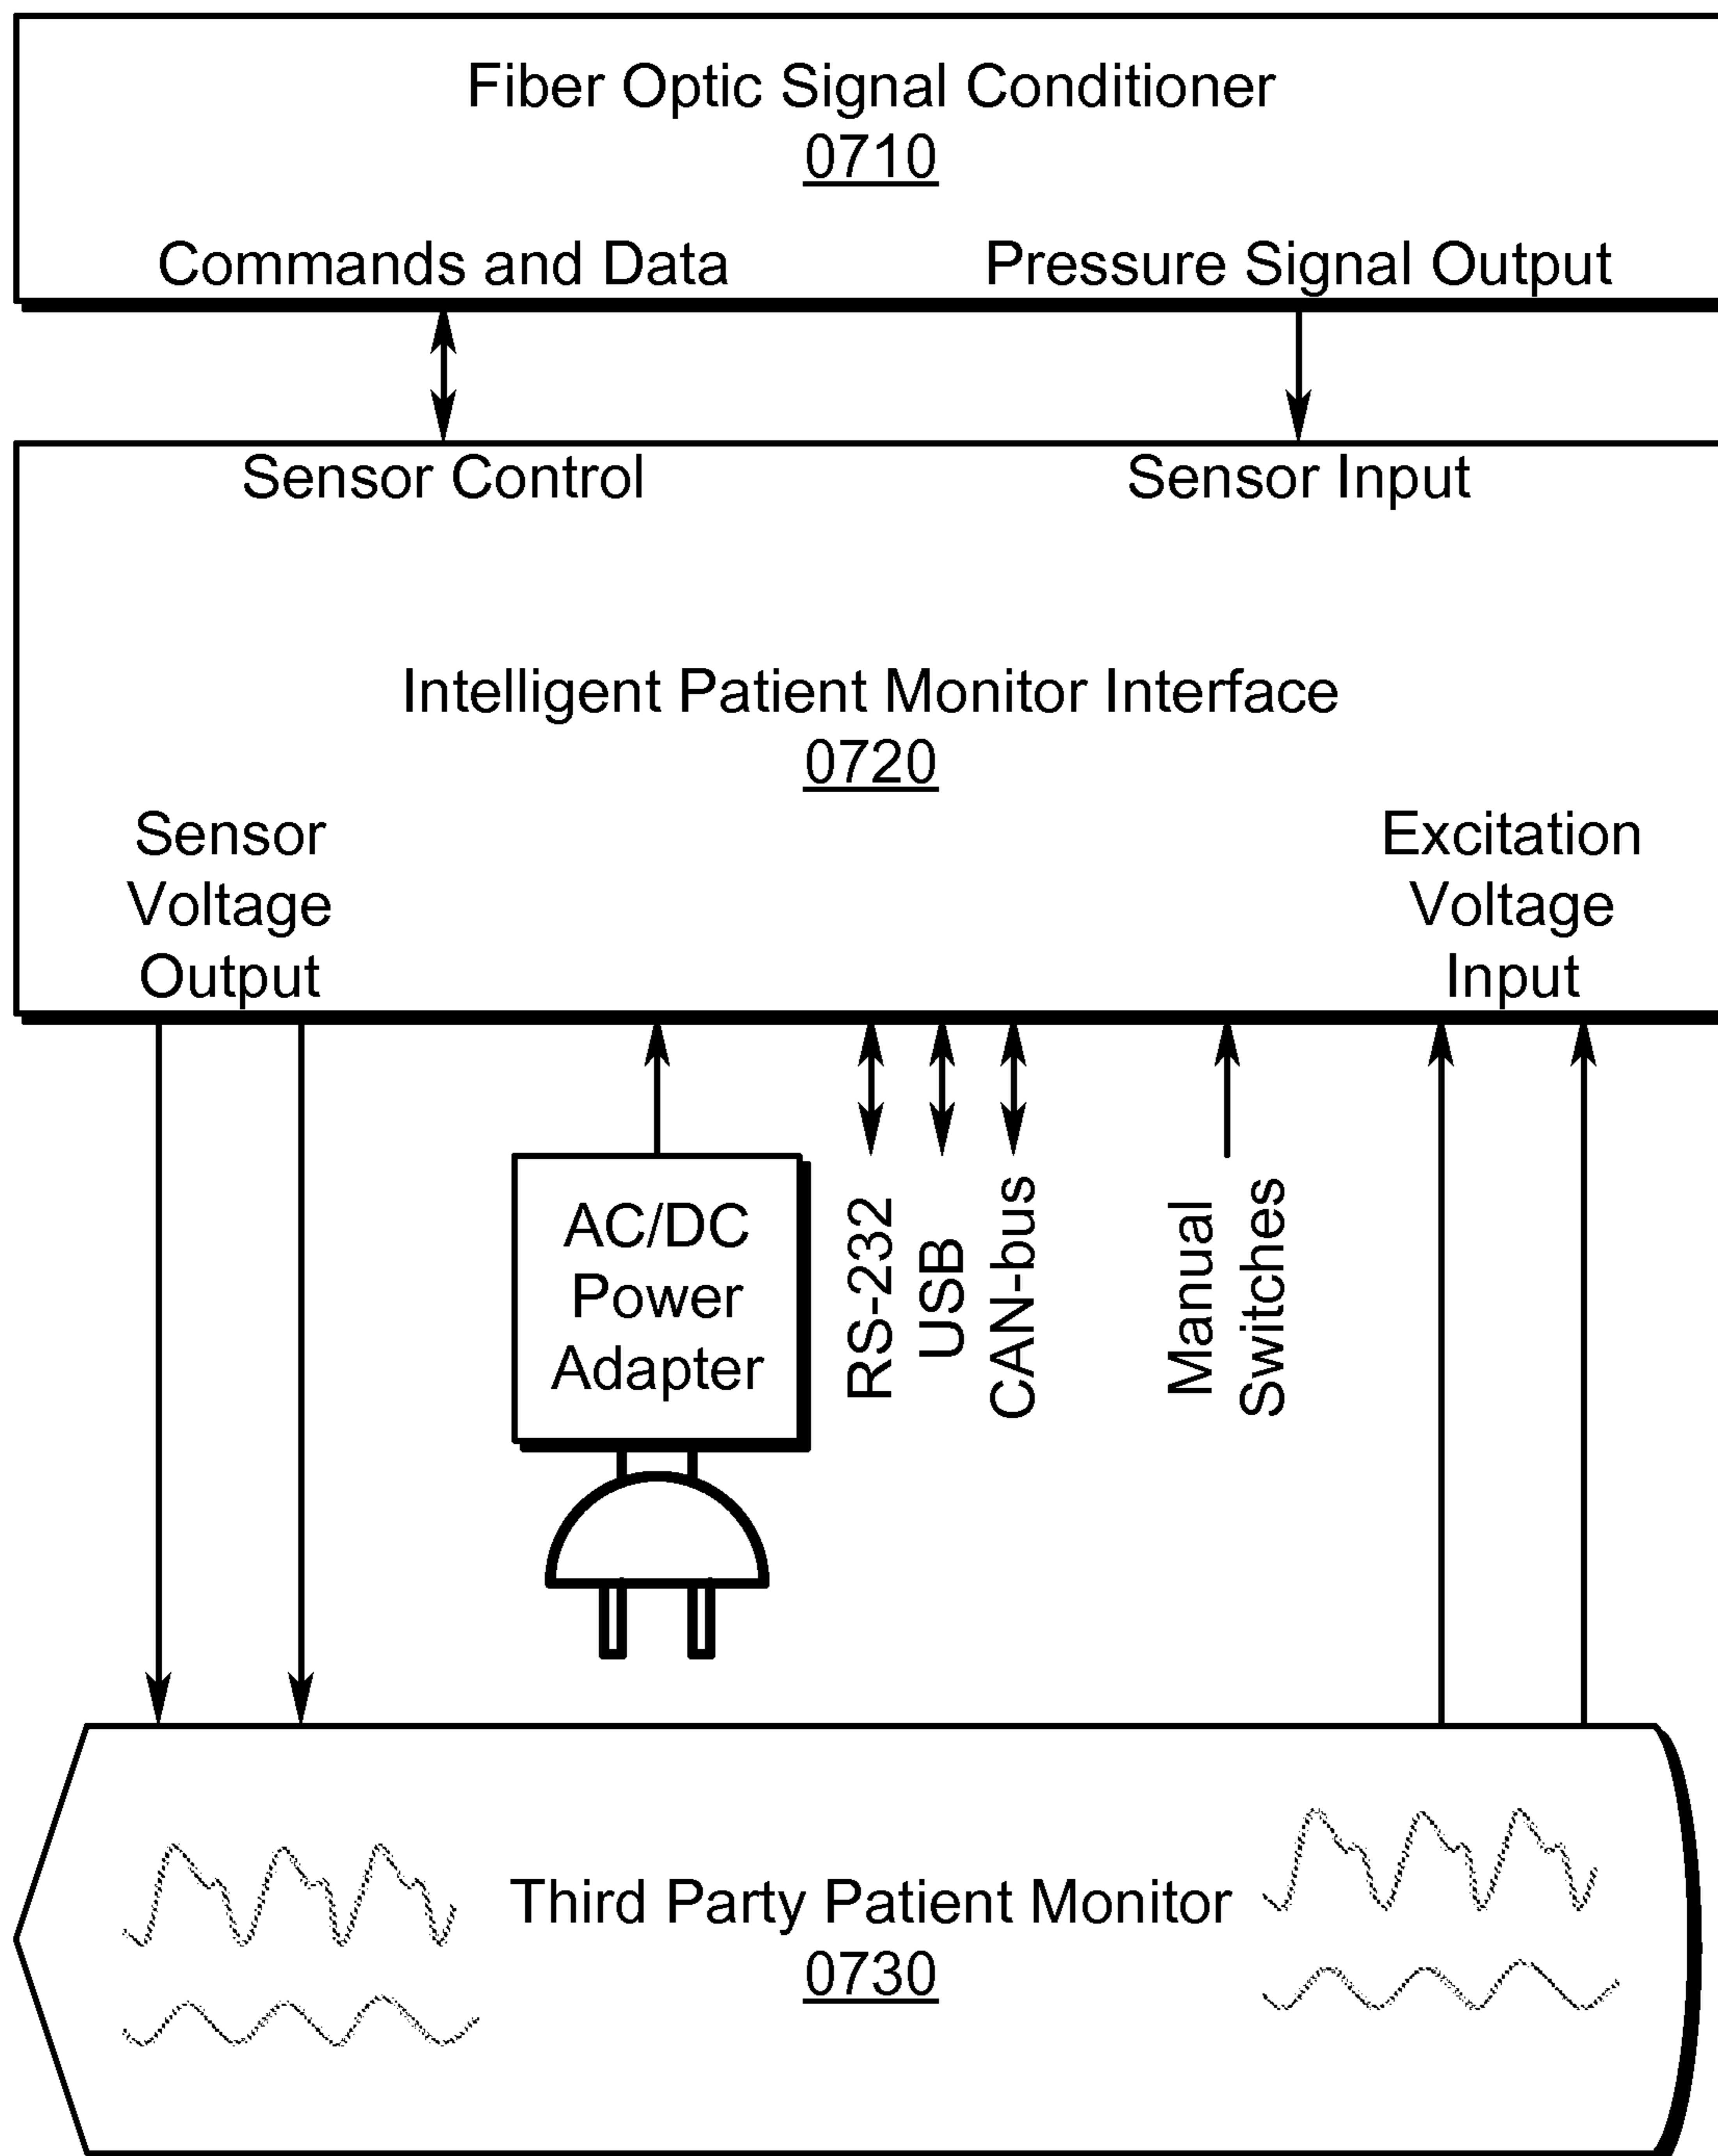 Fiber Optic Signal Conditioner
0710
Commands and Data
Pressure Signal Output
Sensor Control
Sensor Input
Intelligent Patient Monitor Interface
0720
Sensor
Voltage
Output
Excitation
Voltage
Input
AC/DC
Power
Adapter
RS-232
USB
CAN-bus
Manual
Switches
Third Party Patient Monitor
0730